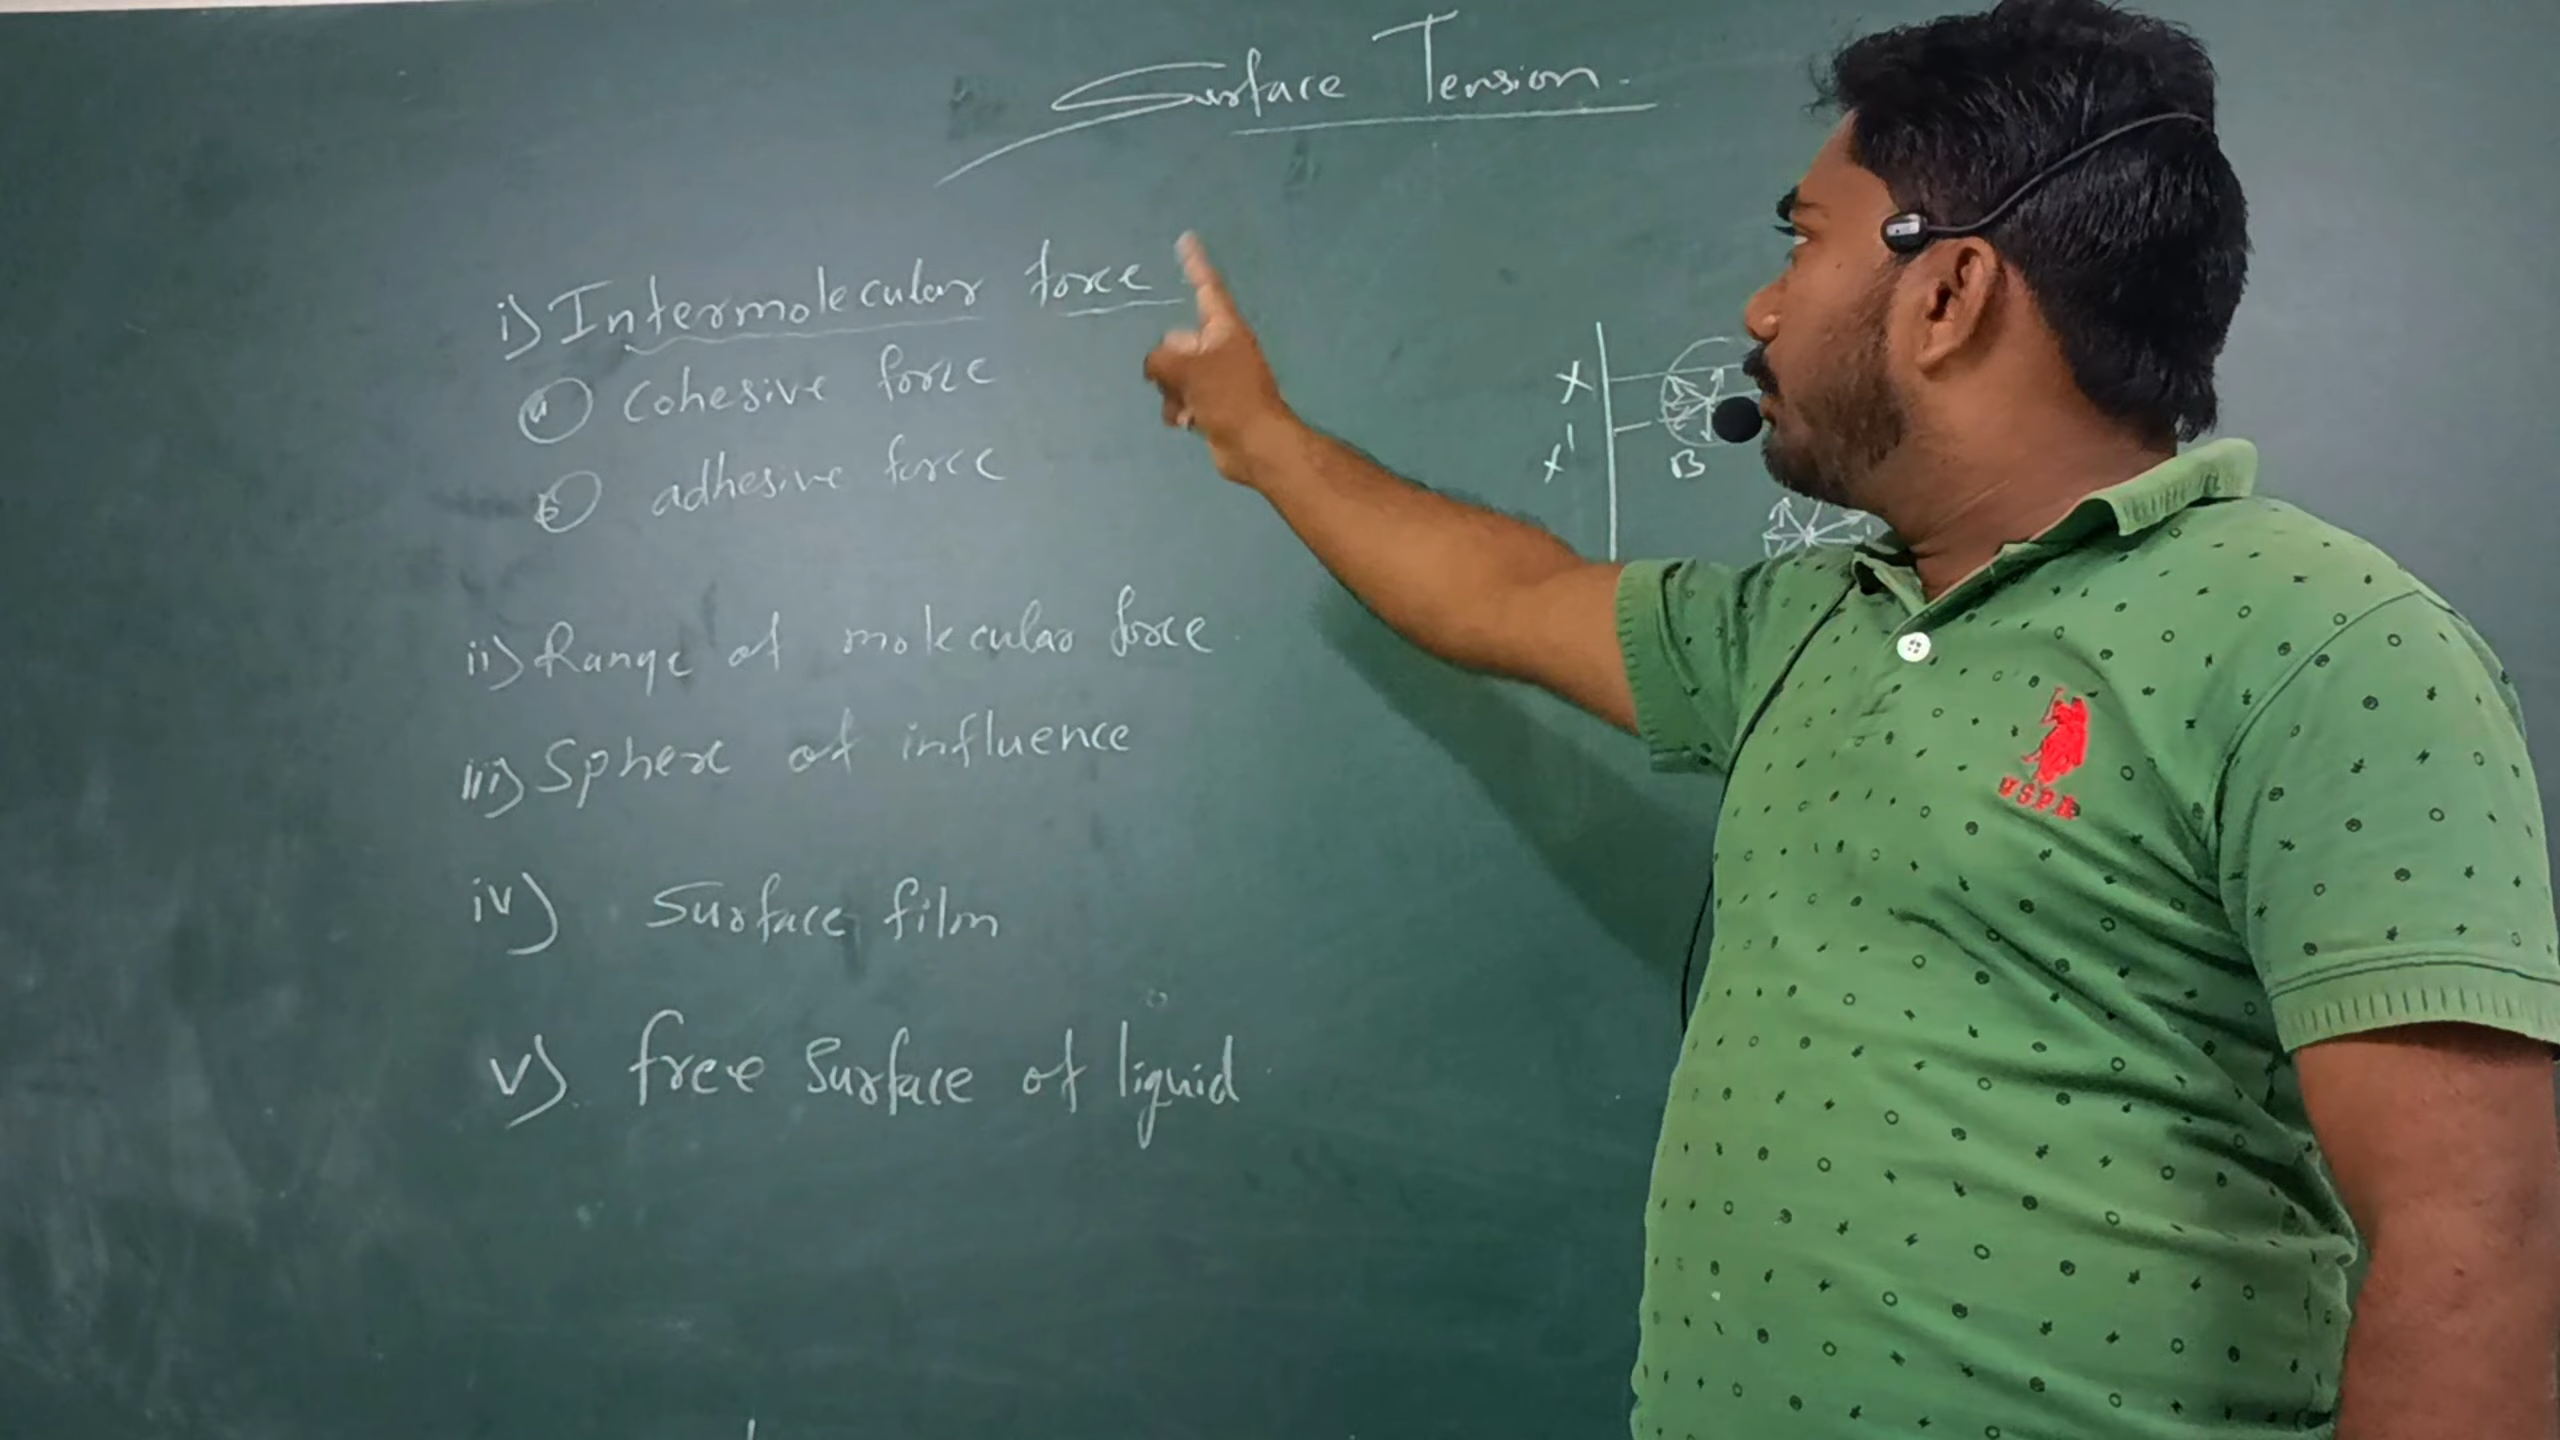 Surface Tension.
i) Intermolecular force
a) Cohesive force
b) adhesive force
ii) Range of molecular force
iii) Sphere of influence
iv) Surface film
v) free Surface of liquid
X
X'
B
USPA